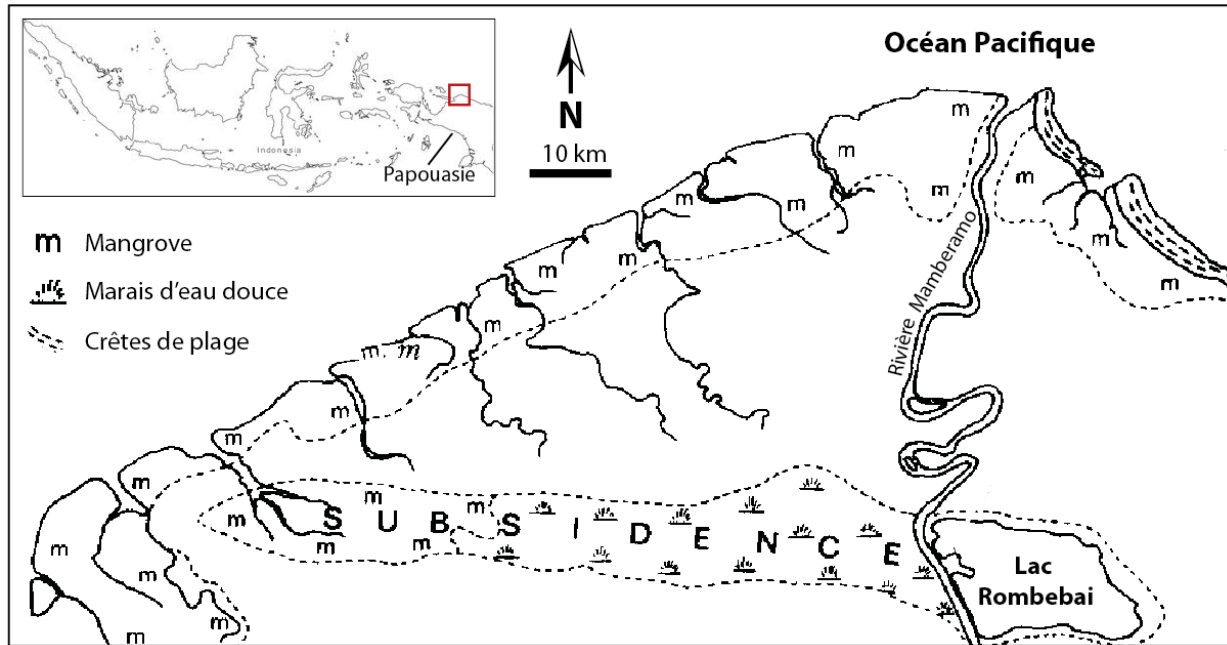 Indonesia
Papouasie
N
10 km
Océan Pacifique
m Mangrove
Marais d'eau douce
Crêtes de plage
Rivière Mamberamo
m
m
m
m
m
m
m
m
m
m
m
m
m
m. m
m
m
m
m
m
m
m
m
m
m
m
m
m
SUBSIDENCE
Lac
Rombebai